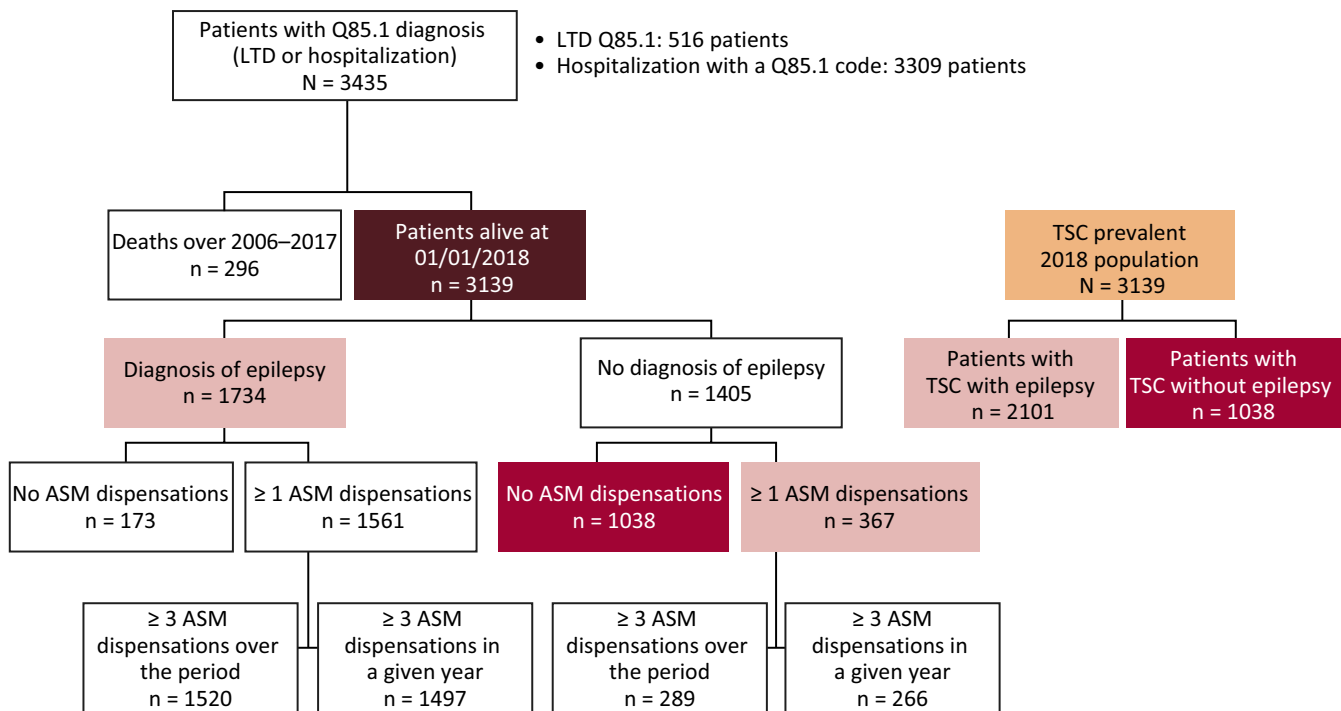 Patients with Q85.1 diagnosis
(LTD or hospitalization)
N = 3435
• LTD Q85.1: 516 patients
• Hospitalization with a Q85.1 code: 3309 patients
Deaths over 2006–2017
n = 296
Patients alive at
01/01/2018
n = 3139
TSC prevalent
2018 population
N = 3139
Diagnosis of epilepsy
n = 1734
No diagnosis of epilepsy
n = 1405
Patients with
TSC with epilepsy
n = 2101
Patients with
TSC without epilepsy
n = 1038
No ASM dispensations
n = 173
≥ 1 ASM dispensations
n = 1561
No ASM dispensations
n = 1038
≥ 1 ASM dispensations
n = 367
≥ 3 ASM
dispensations over
the period
n = 1520
≥ 3 ASM
dispensations in
a given year
n = 1497
≥ 3 ASM
dispensations over
the period
n = 289
≥ 3 ASM
dispensations in
a given year
n = 266